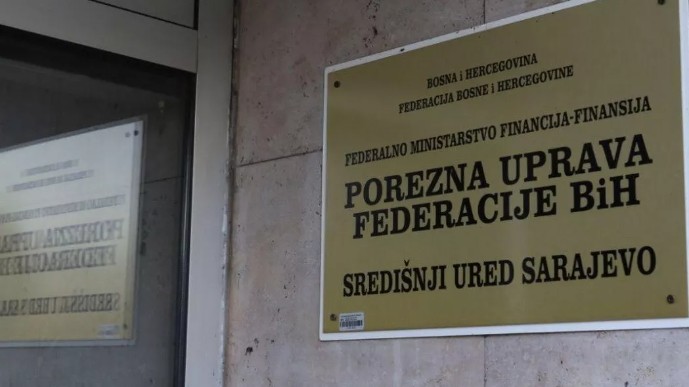 BOSNA i HERCEGOVINA
FEDERACIJA BOSNE i HERCEGOVINE
FEDERALNO MINISTARSTVO FINANCIJA-FINANSIJA
POREZNA UPRAVA
FEDERACIJE BiH
SREDIŠNJI URED SARAJEVO